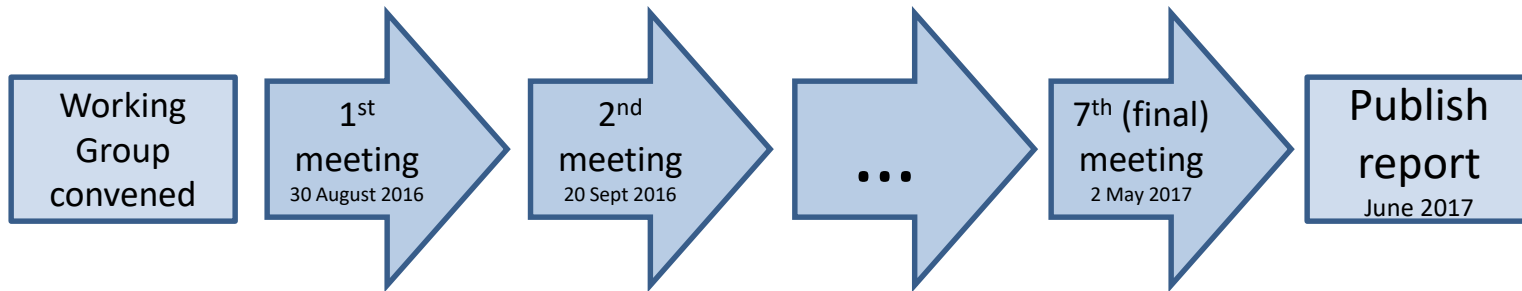 Working
Group
convened
1st
meeting
30 August 2016
2nd
meeting
20 Sept 2016
...
7th (final)
meeting
2 May 2017
Publish
report
June 2017